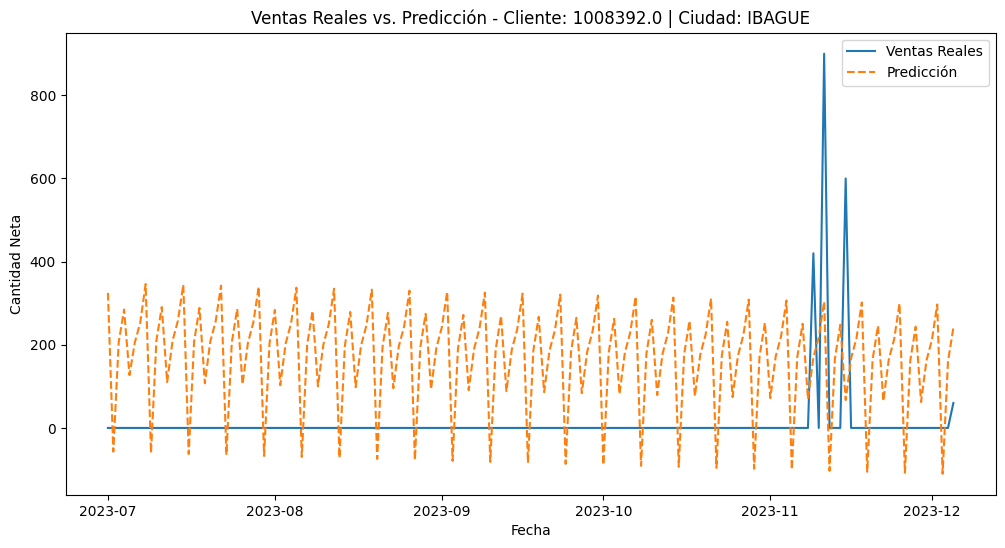 Ventas Reales vs. Predicción - Cliente: 1008392.0 | Ciudad: IBAGUE
Ventas Reales
Predicción
Cantidad Neta
800
600
400
200
0
2023-07
2023-08
2023-09
2023-10
2023-11
2023-12
Fecha